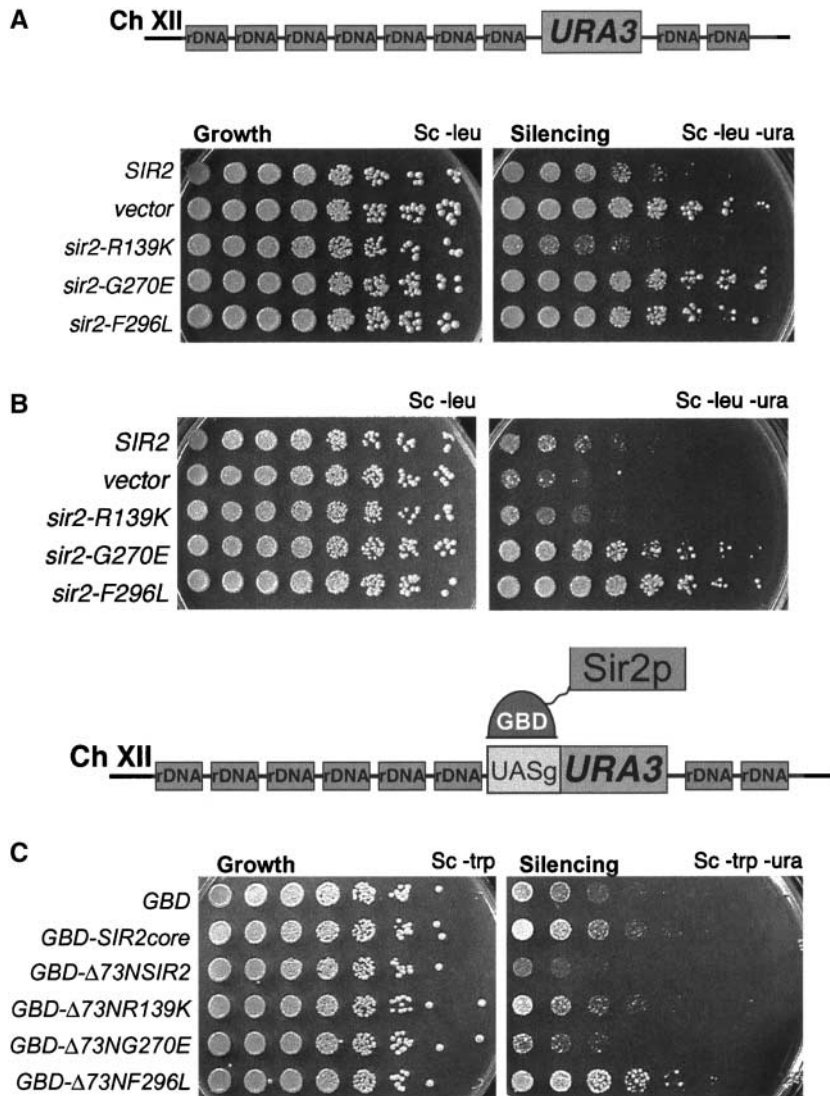 A
Ch XII
rDNA rDNA rDNA rDNA rDNA rDNA rDNA URA3 rDNA rDNA
Growth Sc -leu Silencing Sc -leu -ura
SIR2
vector
sir2-R139K
sir2-G270E
sir2-F296L
B
Sc -leu Sc -leu -ura
SIR2
vector
sir2-R139K
sir2-G270E
sir2-F296L
Sir2p
GBD
Ch XII
rDNA rDNA rDNA rDNA rDNA rDNA UASg URA3 rDNA rDNA
C
Growth Sc -trp Silencing Sc -trp -ura
GBD
GBD-SIR2core
GBD-Δ73NSIR2
GBD-Δ73NR139K
GBD-Δ73NG270E
GBD-Δ73NF296L